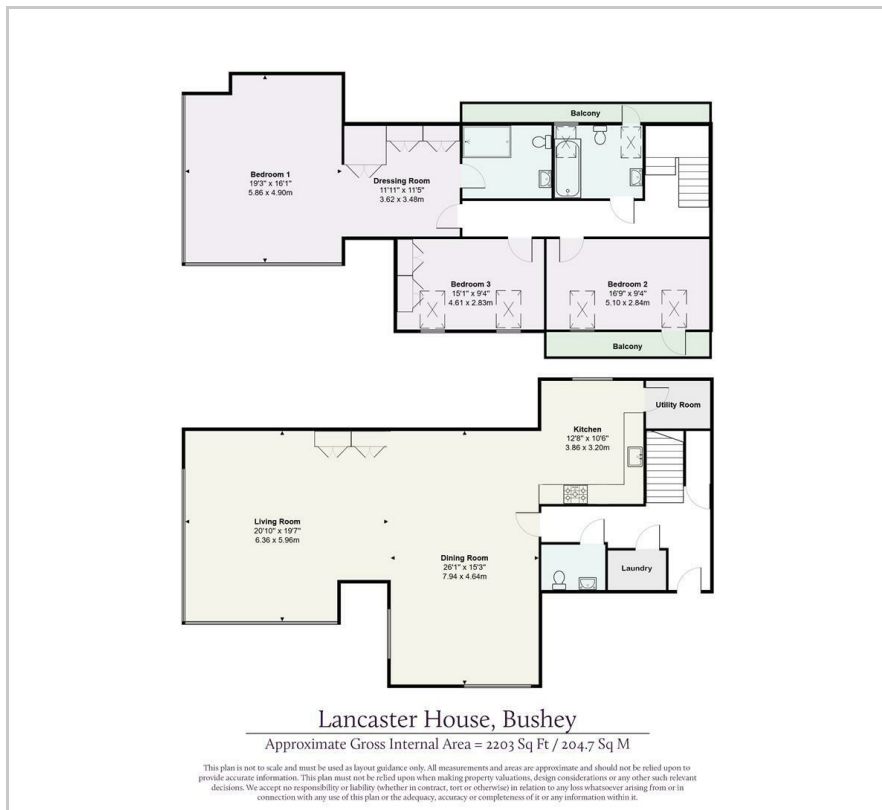 Balcony
Bedroom 1
19'3" x 16'1"
5.86 x 4.90m
Dressing Room
11'11" x 11'5"
3.62 x 3.48m
Bedroom 3
15'1" x 9'4"
4.61 x 2.83m
Bedroom 2
16'9" x 9'4"
5.10 x 2.84m
Balcony
Utility Room
Kitchen
12'8" x 10'6"
3.86 x 3.20m
Living Room
20'10" x 19'7"
6.36 x 5.96m
Dining Room
26'1" x 15'3"
7.94 x 4.64m
Laundry
Lancaster House, Bushey
Approximate Gross Internal Area = 2203 Sq Ft / 204.7 Sq M
This plan is not to scale and must be used as layout guidance only. All measurements and areas are approximate and should not be relied upon to
provide accurate information. This plan must not be relied upon when making property valuations, design considerations or any other such relevant
decisions. We accept no responsibility or liability (whether in contract, tort or otherwise) in relation to any loss whatsoever arising from or in
connection with any use of this plan or the adequacy, accuracy or completeness of it or any information within it.